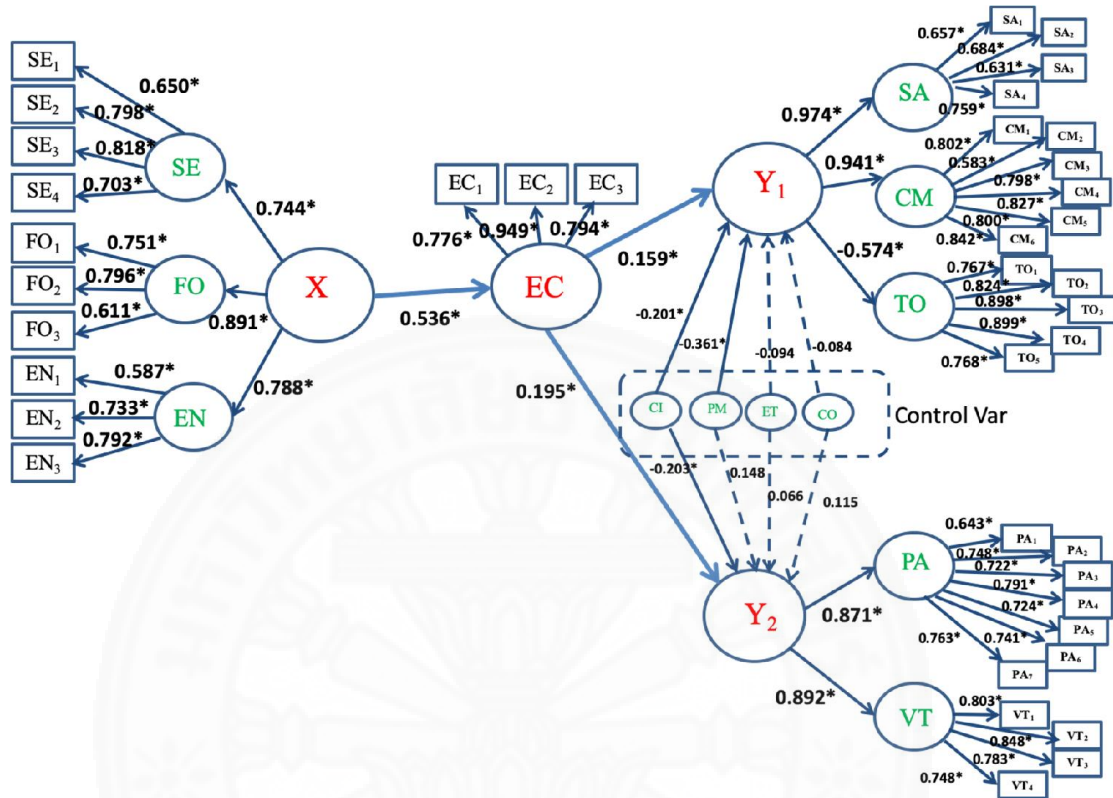 SE1
SE2
SE3
SE4
0.650*
0.798*
0.818*
0.703*
SE
FO1
FO2
FO3
0.751*
0.796*
0.611*
FO
EN1
EN2
EN3
0.587*
0.733*
0.792*
EN
0.744*
0.891*
0.788*
X
0.536*
EC1
EC2
EC3
0.776*
0.949*
0.794*
EC
0.159*
0.195*
Y1
0.974*
0.941*
-0.574*
SA
0.657*
0.684*
0.631*
0.759*
SA1
SA2
SA3
SA4
CM
0.802*
0.583*
0.798*
0.827*
0.800*
0.842*
CM1
CM2
CM3
CM4
CM5
CM6
TO
0.767*
0.824*
0.898*
0.899*
0.768*
TO1
TO2
TO3
TO4
TO5
-0.201*
-0.361*
-0.094
-0.084
CI
PM
ET
CO
Control Var
-0.203*
0.148
0.066
0.115
Y2
0.871*
0.892*
PA
0.643*
0.748*
0.722*
0.791*
0.724*
0.741*
0.763*
PA1
PA2
PA3
PA4
PA5
PA6
PA7
VT
0.803*
0.848*
0.783*
0.748*
VT1
VT2
VT3
VT4